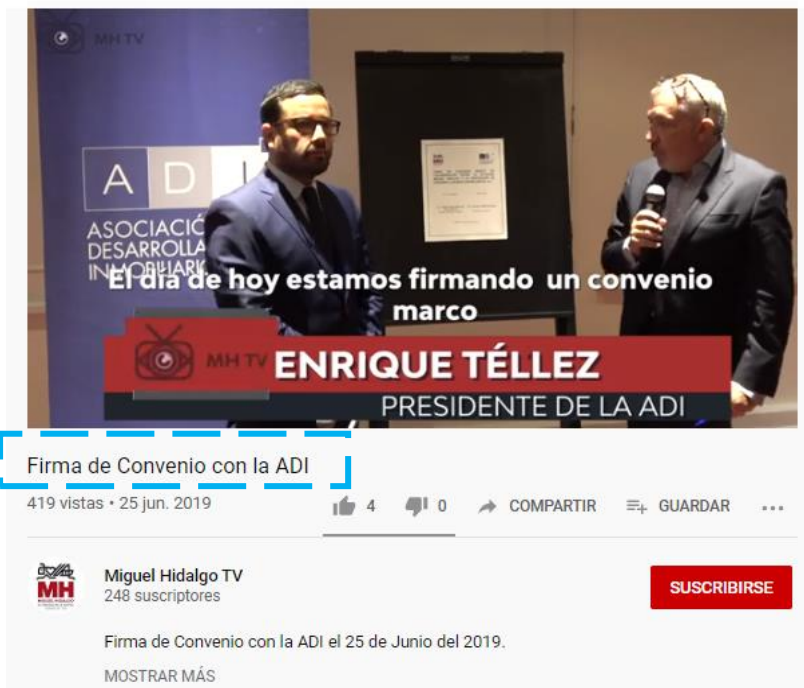 MH TV
A D I
ASOCIACIÓ
DESARROLLA
INMOBILIARIO
El día de hoy estamos firmando un convenio
marco
MH TV
ENRIQUE TÉLLEZ
PRESIDENTE DE LA ADI
Firma de Convenio con la ADI
419 vistas • 25 jun. 2019
4 0 COMPARTIR GUARDAR ...
MH
Miguel Hidalgo TV
248 suscriptores
SUSCRIBIRSE
Firma de Convenio con la ADI el 25 de Junio del 2019.
MOSTRAR MÁS